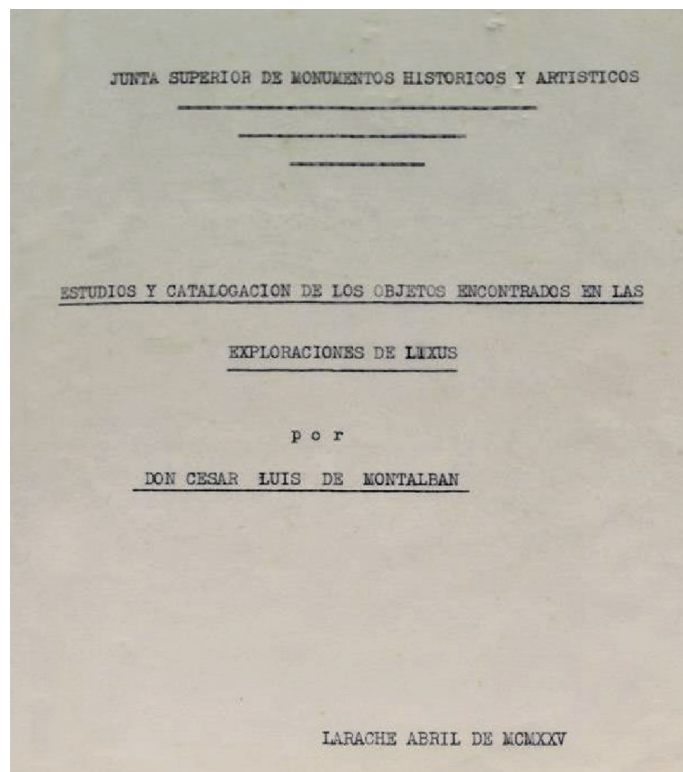 JUNTA SUPERIOR DE MONUMENTOS HISTORICOS Y ARTISTICOS
ESTUDIOS Y CATALOGACION DE LOS OBJETOS ENCONTRADOS EN LAS
EXPLORACIONES DE LIXUS
por
DON CESAR LUIS DE MONTALBAN
LARACHE ABRIL DE MCMXXV